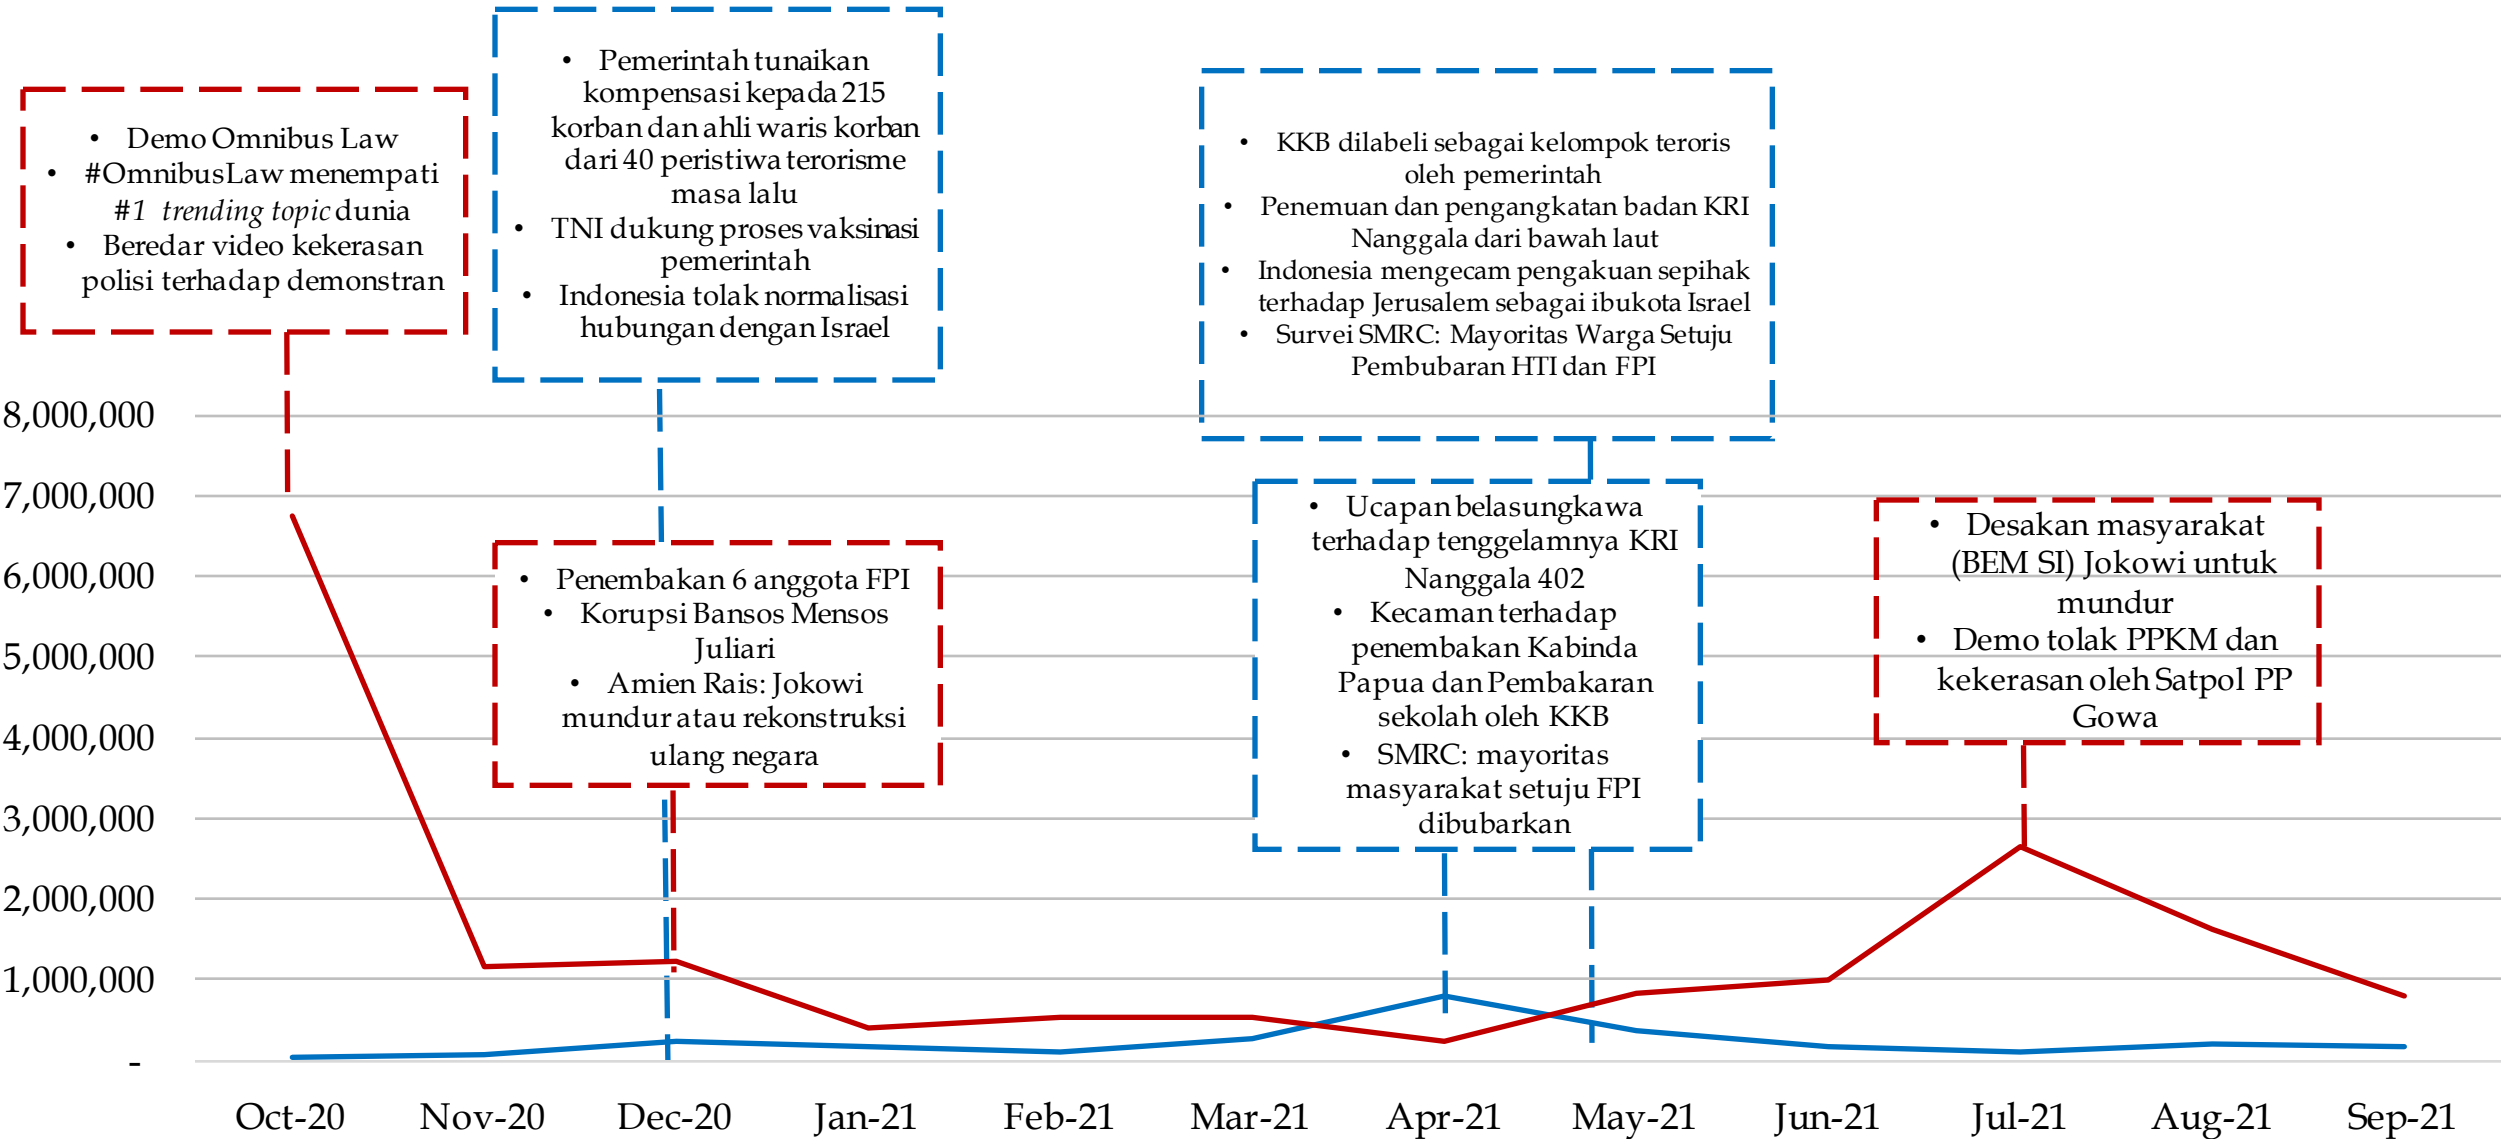 • Demo Omnibus Law
• #OmnibusLaw menempati
#1 trending topic dunia
• Beredar video kekerasan
polisi terhadap demonstran
• Pemerintah tunaikan
kompensasi kepada 215
korban dan ahli waris korban
dari 40 peristiwa terorisme
masa lalu
• TNI dukung proses vaksinasi
pemerintah
• Indonesia tolak normalisasi
hubungan dengan Israel
• KKB dilabeli sebagai kelompok teroris
oleh pemerintah
• Penemuan dan pengangkatan badan KRI
Nanggala dari bawah laut
• Indonesia mengecam pengakuan sepihak
terhadap Jerusalem sebagai ibukota Israel
• Survei SMRC: Mayoritas Warga Setuju
Pembubaran HTI dan FPI
• Penembakan 6 anggota FPI
• Korupsi Bansos Mensos
Juliari
• Amien Rais: Jokowi
mundur atau rekonstruksi
ulang negara
• Ucapan belasungkawa
terhadap tenggelamnya KRI
Nanggala 402
• Kecaman terhadap
penembakan Kabinda
Papua dan Pembakaran
sekolah oleh KKB
• SMRC: mayoritas
masyarakat setuju FPI
dibubarkan
• Desakan masyarakat
(BEM SI) Jokowi untuk
mundur
• Demo tolak PPKM dan
kekerasan oleh Satpol PP
Gowa
8,000,000
7,000,000
6,000,000
5,000,000
4,000,000
3,000,000
2,000,000
1,000,000
-
Oct-20 Nov-20 Dec-20 Jan-21 Feb-21 Mar-21 Apr-21 May-21 Jun-21 Jul-21 Aug-21 Sep-21